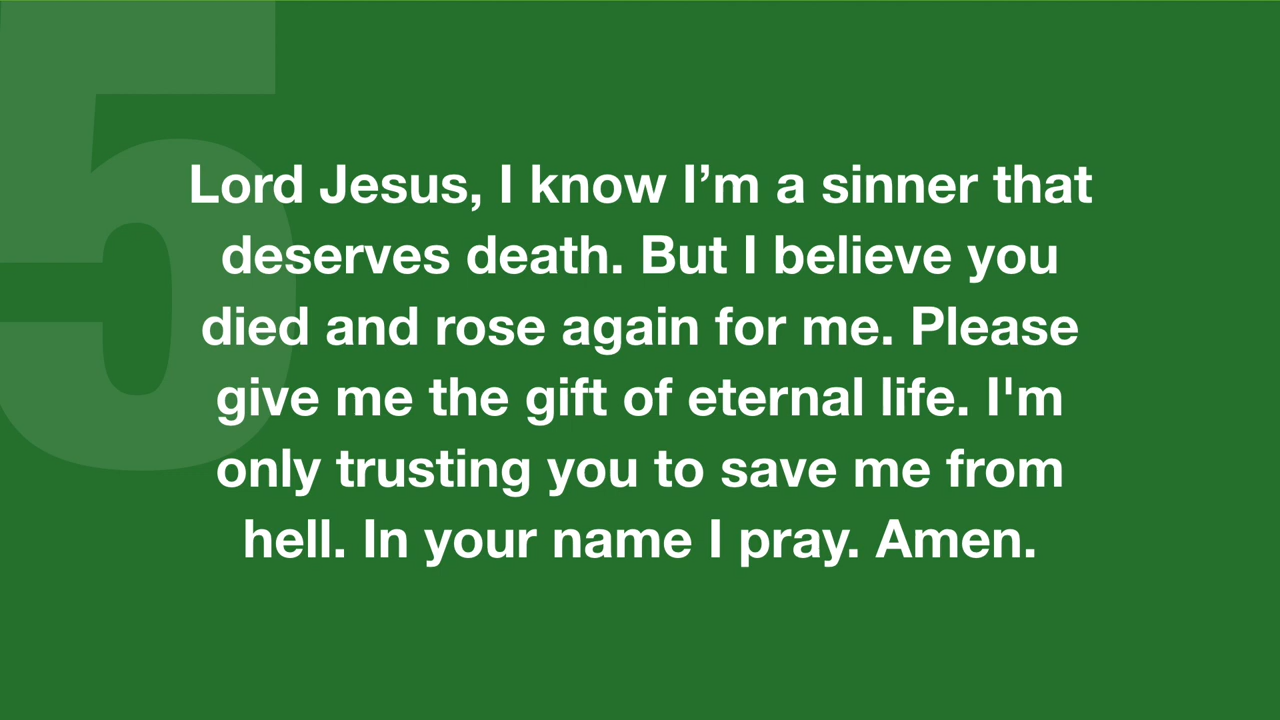 5
Lord Jesus, I know I’m a sinner that
deserves death. But I believe you
died and rose again for me. Please
give me the gift of eternal life. I'm
only trusting you to save me from
hell. In your name I pray. Amen.